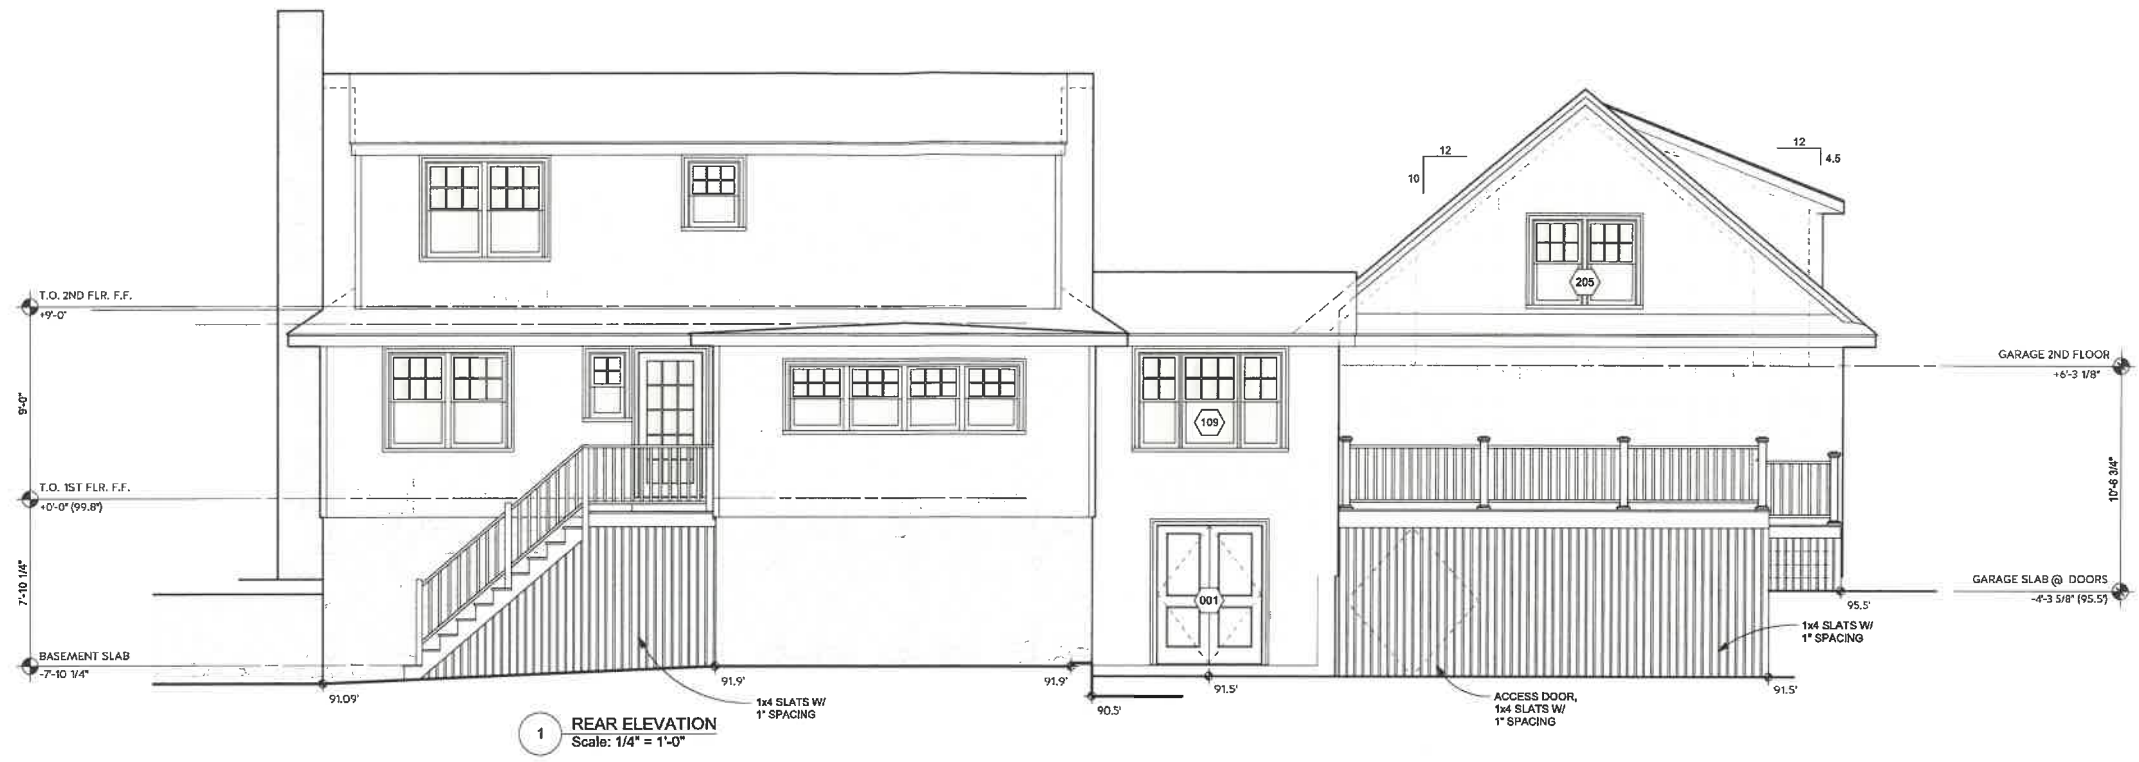 12
10
12
4.5
205
T.O. 2ND FLR. F.F.
+9'-0"
GARAGE 2ND FLOOR
+6'-3 1/8"
9'-0"
109
10'-6 3/4"
T.O. 1ST FLR. F.F.
+0'-0" (99.8')
7'-10 1/4"
GARAGE SLAB @ DOORS
-4'-3 5/8" (95.5')
001
95.5'
1x4 SLATS W/
1" SPACING
BASEMENT SLAB
-7'-10 1/4"
91.09'
91.9'
91.9'
91.5'
91.5'
90.5'
1x4 SLATS W/
1" SPACING
ACCESS DOOR,
1x4 SLATS W/
1" SPACING
1
REAR ELEVATION
Scale: 1/4" = 1'-0"